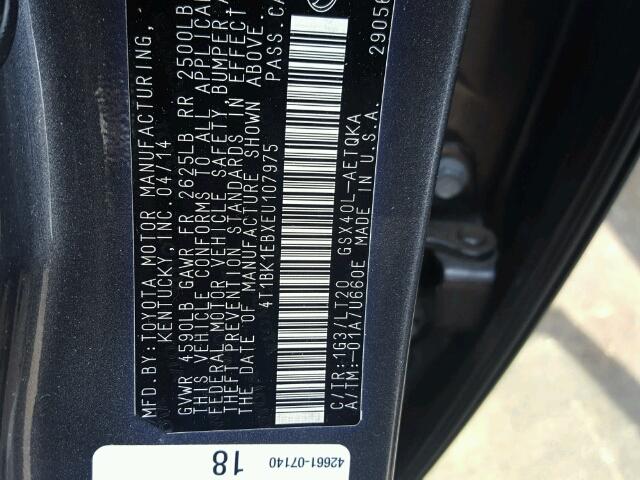 MFD.BY:TOYOTA MOTOR MANUFACTURING,
KENTUCKY, INC. 04/14
GVWR 4590LB GAWR FR 2625LB RR 2500LB
THIS VEHICLE CONFORMS TO ALL
FEDERAL MOTOR VEHICLE SAFETY, BUMPER,
THEFT PREVENTION STANDARDS IN EFFECT
THE DATE OF MANUFACTURE SHOWN ABOVE.
4T1BK1EBXEU107975 PASS.
C/TR:1G3/LT20 GSX40L-AETQKA
A/TM:-01A/U660E MADE IN U.S.A.
42661-07140
18